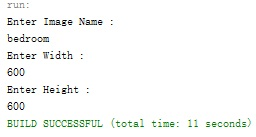 run:
Enter Image Name :
bedroom
Enter Width :
600
Enter Height :
600
BUILD SUCCESSFUL (total time: 11 seconds)